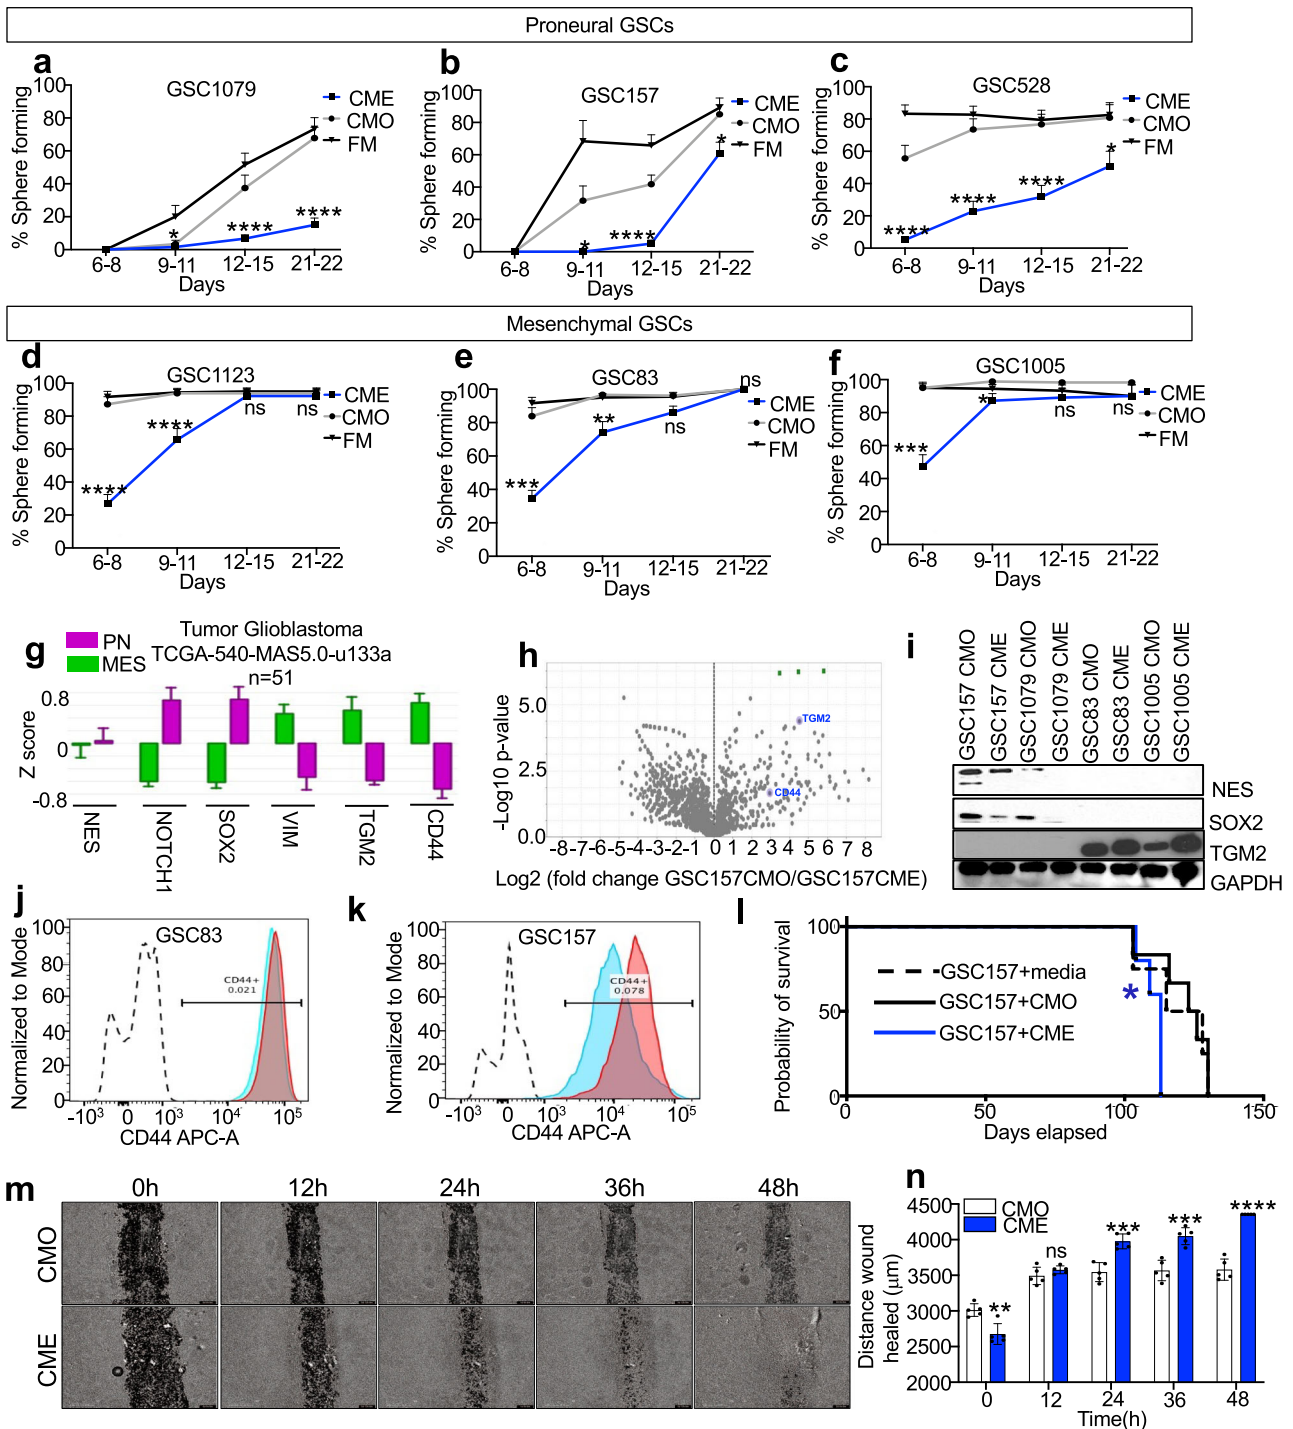 Proneural GSCs
a
GSC1079
% Sphere forming
100
80
60
40
20
0
6-8
9-11
12-15
21-22
Days
CME
CMO
FM
*
****
****
b
GSC157
% Sphere forming
100
80
60
40
20
0
6-8
9-11
12-15
21-22
Days
CME
CMO
FM
*
****
*
c
GSC528
% Sphere forming
100
80
60
40
20
0
6-8
9-11
12-15
21-22
Days
CME
CMO
FM
****
****
****
*
Mesenchymal GSCs
d
GSC1123
% Sphere forming
100
80
60
40
20
0
6-8
9-11
12-15
21-22
Days
CME
CMO
FM
****
****
ns
ns
e
GSC83
% Sphere forming
100
80
60
40
20
0
6-8
9-11
12-15
21-22
Days
CME
CMO
FM
***
**
ns
ns
f
GSC1005
% Sphere forming
100
80
60
40
20
0
6-8
9-11
12-15
21-22
Days
CME
CMO
FM
***
*
ns
ns
g
PN
MES
Tumor Glioblastoma
TCGA-540-MAS5.0-u133a
n=51
Z score
0.8
0
-0.8
NES
NOTCH1
SOX2
VIM
TGM2
CD44
h
-Log10 p-value
5.0
2.5
0.0
TGM2
CD44
-8-7-6-5-4-3-2-1 0 1 2 3 4 5 6 7 8
Log2 (fold change GSC157CMO/GSC157CME)
i
GSC157 CMO
GSC157 CME
GSC1079 CMO
GSC1079 CME
GSC83 CMO
GSC83 CME
GSC1005 CMO
GSC1005 CME
NES
SOX2
TGM2
GAPDH
j
GSC83
Normalized to Mode
100
80
60
40
20
0
CD44+
0.021
-10³ 0 10³ 10⁴ 10⁵
CD44 APC-A
k
GSC157
Normalized to Mode
100
80
60
40
20
0
CD44+
0.078
-10³ 0 10³ 10⁴ 10⁵
CD44 APC-A
l
Probability of survival
100
50
0
GSC157+media
GSC157+CMO
GSC157+CME
*
0 50 100 150
Days elapsed
m
0h 12h 24h 36h 48h
CMO
CME
n
Distance wound
healed (μm)
4500
4000
3500
3000
2500
2000
CMO
CME
**
ns
***
***
****
0 12 24 36 48
Time(h)